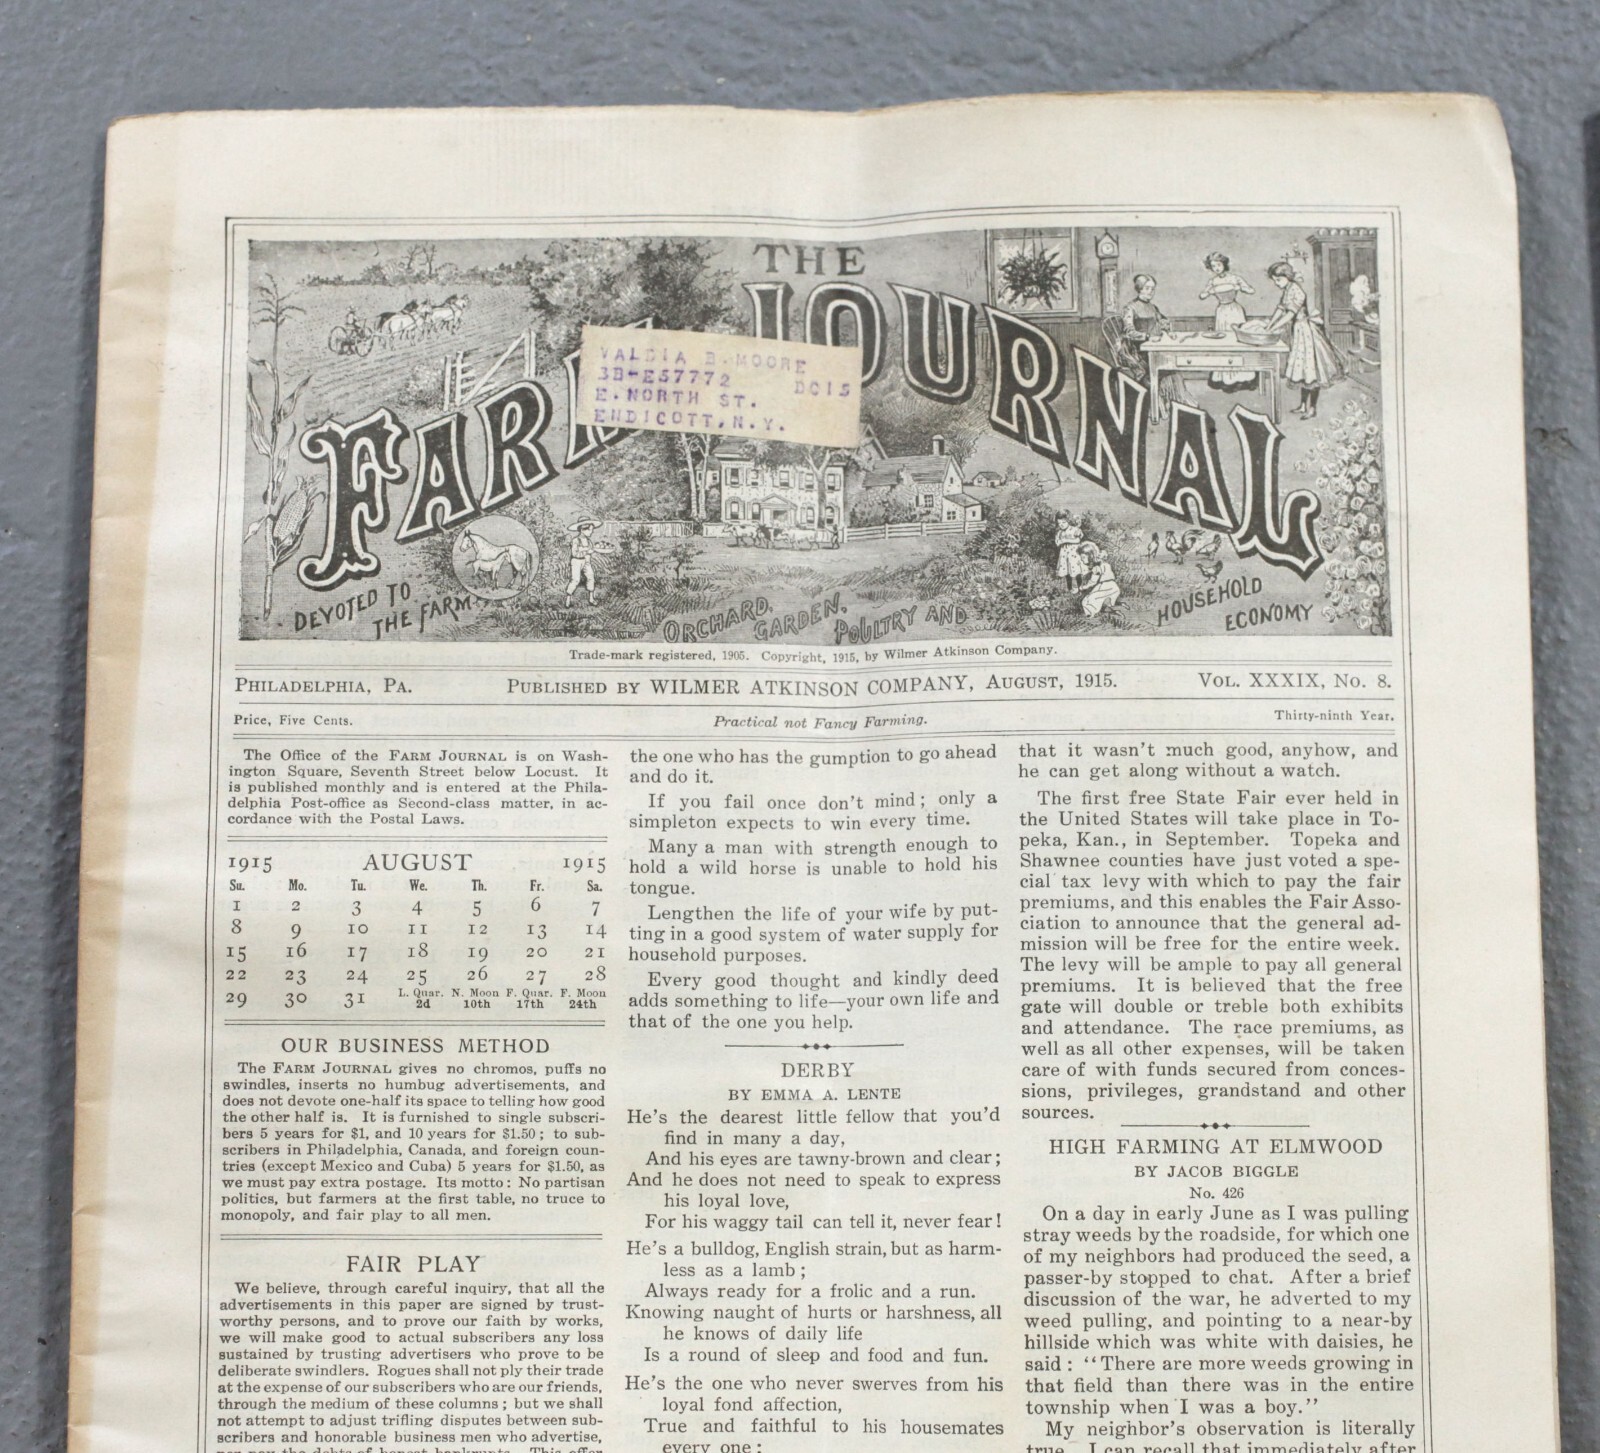 THE
FARM JOURNAL
VALDIA B. MOORE
3B-E57772 DC15
E. NORTH ST.
ENDICOTT, N.Y.
DEVOTED TO
THE FARM
ORCHARD,
GARDEN,
POULTRY AND
HOUSEHOLD
ECONOMY
Trade-mark registered, 1905. Copyright, 1915, by Wilmer Atkinson Company.
PHILADELPHIA, PA. PUBLISHED BY WILMER ATKINSON COMPANY, AUGUST, 1915. VOL. XXXIX, No. 8.
Price, Five Cents. Practical not Fancy Farming. Thirty-ninth Year.
The Office of the FARM JOURNAL is on Wash-
ington Square, Seventh Street below Locust. It
is published monthly and is entered at the Phila-
delphia Post-office as Second-class matter, in ac-
cordance with the Postal Laws.
1915 AUGUST 1915
Su. Mo. Tu. We. Th. Fr. Sa.
1 2 3 4 5 6 7
8 9 10 11 12 13 14
15 16 17 18 19 20 21
22 23 24 25 26 27 28
29 30 31 L. Quar. 2d N. Moon 10th F. Quar. 17th F. Moon 24th
OUR BUSINESS METHOD
The FARM JOURNAL gives no chromos, puffs no
swindles, inserts no humbug advertisements, and
does not devote one-half its space to telling how good
the other half is. It is furnished to single subscri-
bers 5 years for $1, and 10 years for $1.50; to sub-
scribers in Philadelphia, Canada, and foreign coun-
tries (except Mexico and Cuba) 5 years for $1.50, as
we must pay extra postage. Its motto: No partisan
politics, but farmers at the first table, no truce to
monopoly, and fair play to all men.
FAIR PLAY
We believe, through careful inquiry, that all the
advertisements in this paper are signed by trust-
worthy persons, and to prove our faith by works,
we will make good to actual subscribers any loss
sustained by trusting advertisers who prove to be
deliberate swindlers. Rogues shall not ply their trade
at the expense of our subscribers who are our friends,
through the medium of these columns; but we shall
not attempt to adjust trifling disputes between sub-
scribers and honorable business men who advertise,
nor pay the debts of honest bankrupts. This offer
the one who has the gumption to go ahead
and do it.
If you fail once don't mind; only a
simpleton expects to win every time.
Many a man with strength enough to
hold a wild horse is unable to hold his
tongue.
Lengthen the life of your wife by put-
ting in a good system of water supply for
household purposes.
Every good thought and kindly deed
adds something to life—your own life and
that of the one you help.
DERBY
BY EMMA A. LENTE
He's the dearest little fellow that you'd
find in many a day,
And his eyes are tawny-brown and clear;
And he does not need to speak to express
his loyal love,
For his waggy tail can tell it, never fear!
He's a bulldog, English strain, but as harm-
less as a lamb;
Always ready for a frolic and a run.
Knowing naught of hurts or harshness, all
he knows of daily life
Is a round of sleep and food and fun.
He's the one who never swerves from his
loyal fond affection,
True and faithful to his housemates
every one:
that it wasn't much good, anyhow, and
he can get along without a watch.
The first free State Fair ever held in
the United States will take place in To-
peka, Kan., in September. Topeka and
Shawnee counties have just voted a spe-
cial tax levy with which to pay the fair
premiums, and this enables the Fair Asso-
ciation to announce that the general ad-
mission will be free for the entire week.
The levy will be ample to pay all general
premiums. It is believed that the free
gate will double or treble both exhibits
and attendance. The race premiums, as
well as all other expenses, will be taken
care of with funds secured from conces-
sions, privileges, grandstand and other
sources.
HIGH FARMING AT ELMWOOD
BY JACOB BIGGLE
No. 426
On a day in early June as I was pulling
stray weeds by the roadside, for which one
of my neighbors had produced the seed, a
passer-by stopped to chat. After a brief
discussion of the war, he adverted to my
weed pulling, and pointing to a near-by
hillside which was white with daisies, he
said: "There are more weeds growing in
that field than there was in the entire
township when I was a boy."
My neighbor's observation is literally
true. I can recall that immediately after